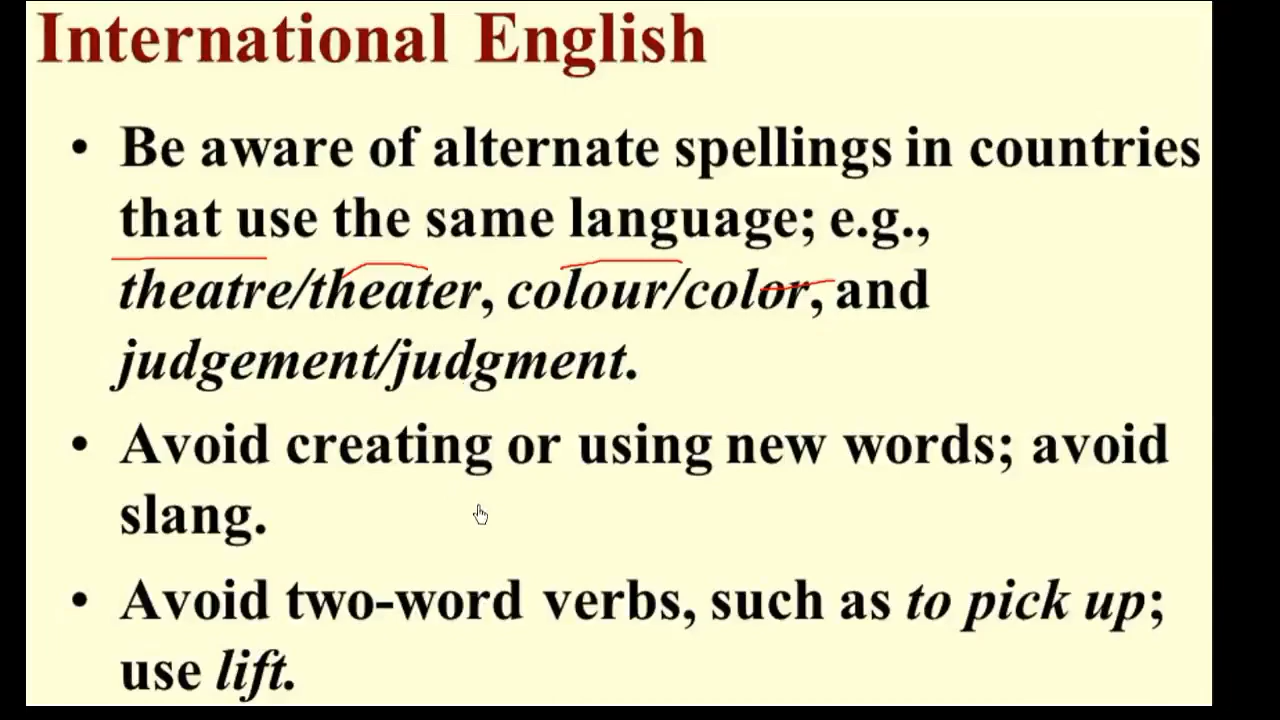 International English
• Be aware of alternate spellings in countries
that use the same language; e.g.,
theatre/theater, colour/color, and
judgement/judgment.
• Avoid creating or using new words; avoid
slang.
• Avoid two-word verbs, such as to pick up;
use lift.